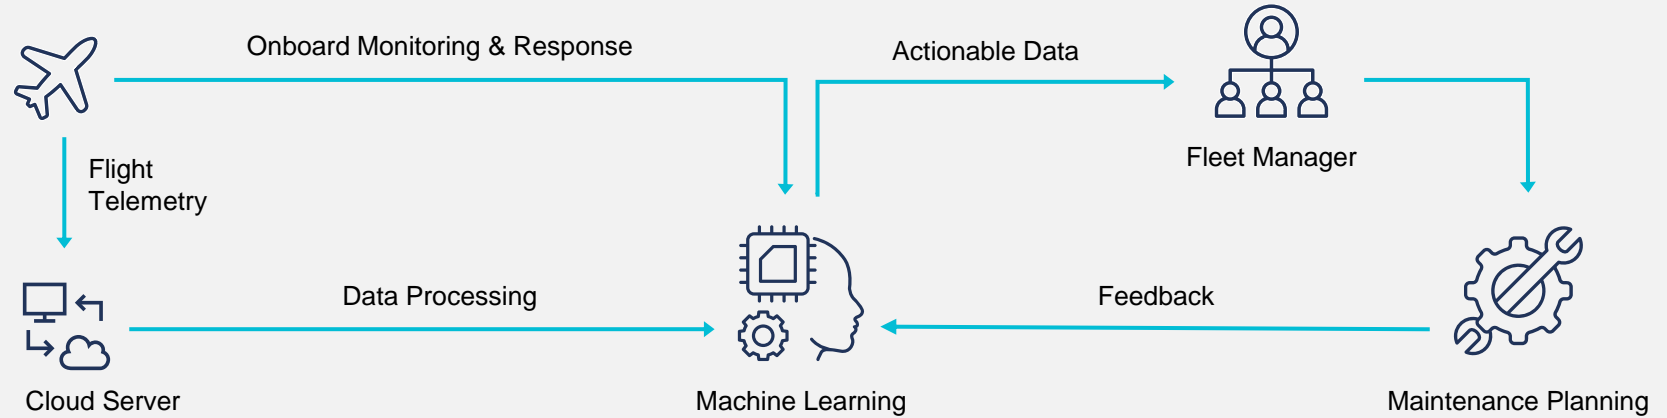 Onboard Monitoring & Response
Actionable Data
Flight
Telemetry
Fleet Manager
Data Processing
Feedback
Cloud Server
Machine Learning
Maintenance Planning